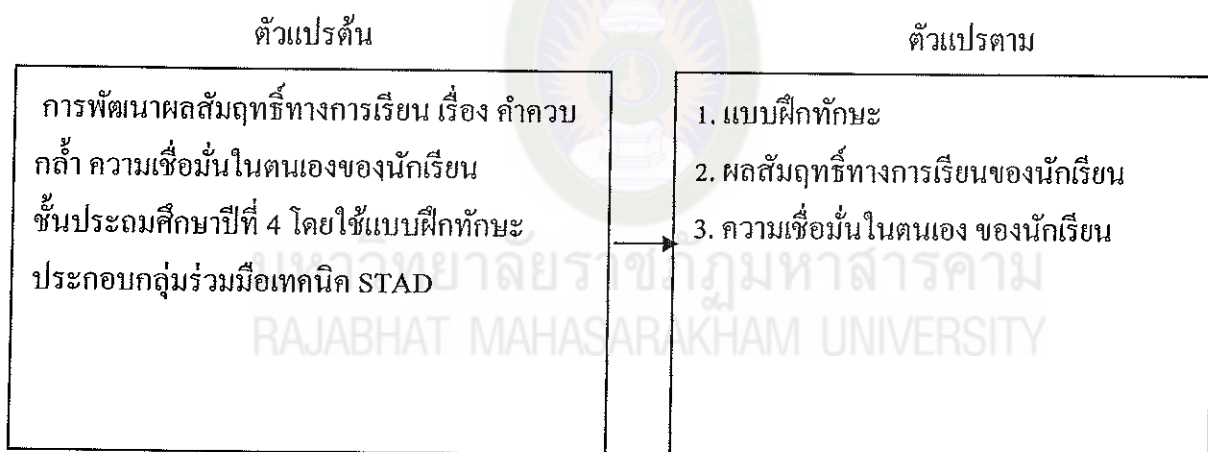 ตัวแปรต้น
การพัฒนาผลสัมฤทธิ์ทางการเรียน เรื่อง คำควบ
กล้ำ ความเชื่อมั่นในตนเองของนักเรียน
ชั้นประถมศึกษาปีที่ 4 โดยใช้แบบฝึกทักษะ
ประกอบกลุ่มร่วมมือเทคนิค STAD
ตัวแปรตาม
1. แบบฝึกทักษะ
2. ผลสัมฤทธิ์ทางการเรียนของนักเรียน
3. ความเชื่อมั่นในตนเอง ของนักเรียน
มหาวิทยาลัยราชภัฏมหาสารคาม
RAJABHAT MAHASARAKHAM UNIVERSITY